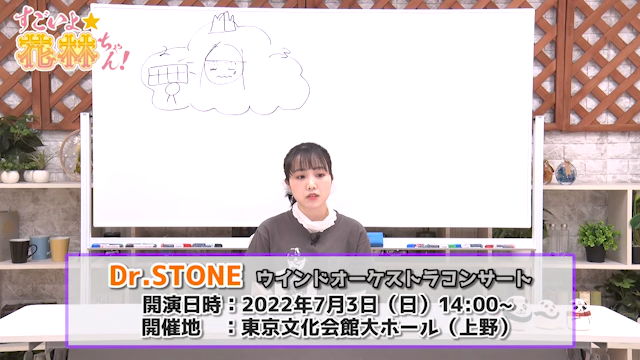 すごいよ★
花林ちゃん!
Dr.STONE ウインドオーケストラコンサート
開演日時:2022年7月3日(日)14:00~
開催地 :東京文化会館大ホール(上野)